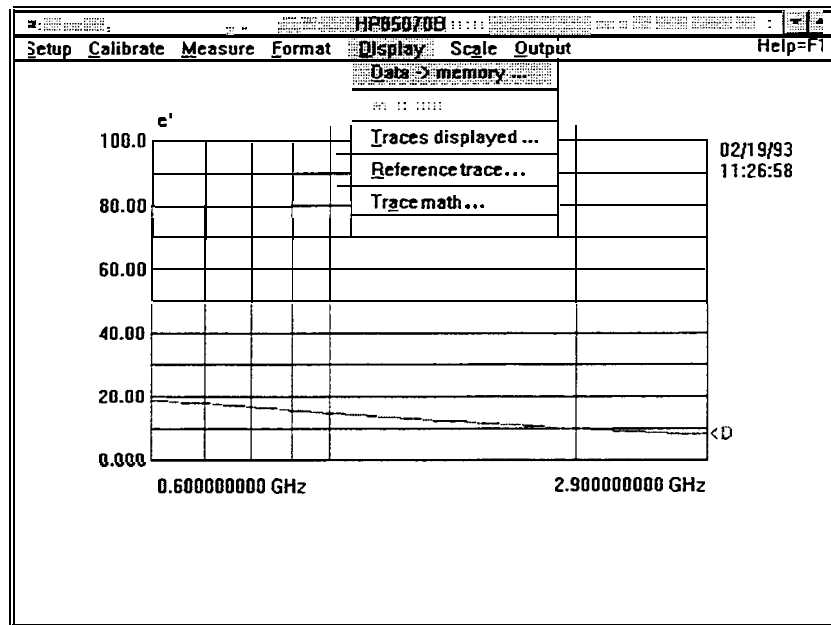 HP85070B
Setup Calibrate Measure Format Display Scale Output Help=F1
Data -> memory ...
Traces displayed ...
Reference trace...
Trace math...
e'
100.0
80.00
60.00
40.00
20.00
0.000
02/19/93
11:26:58
<D
0.600000000 GHz 2.900000000 GHz